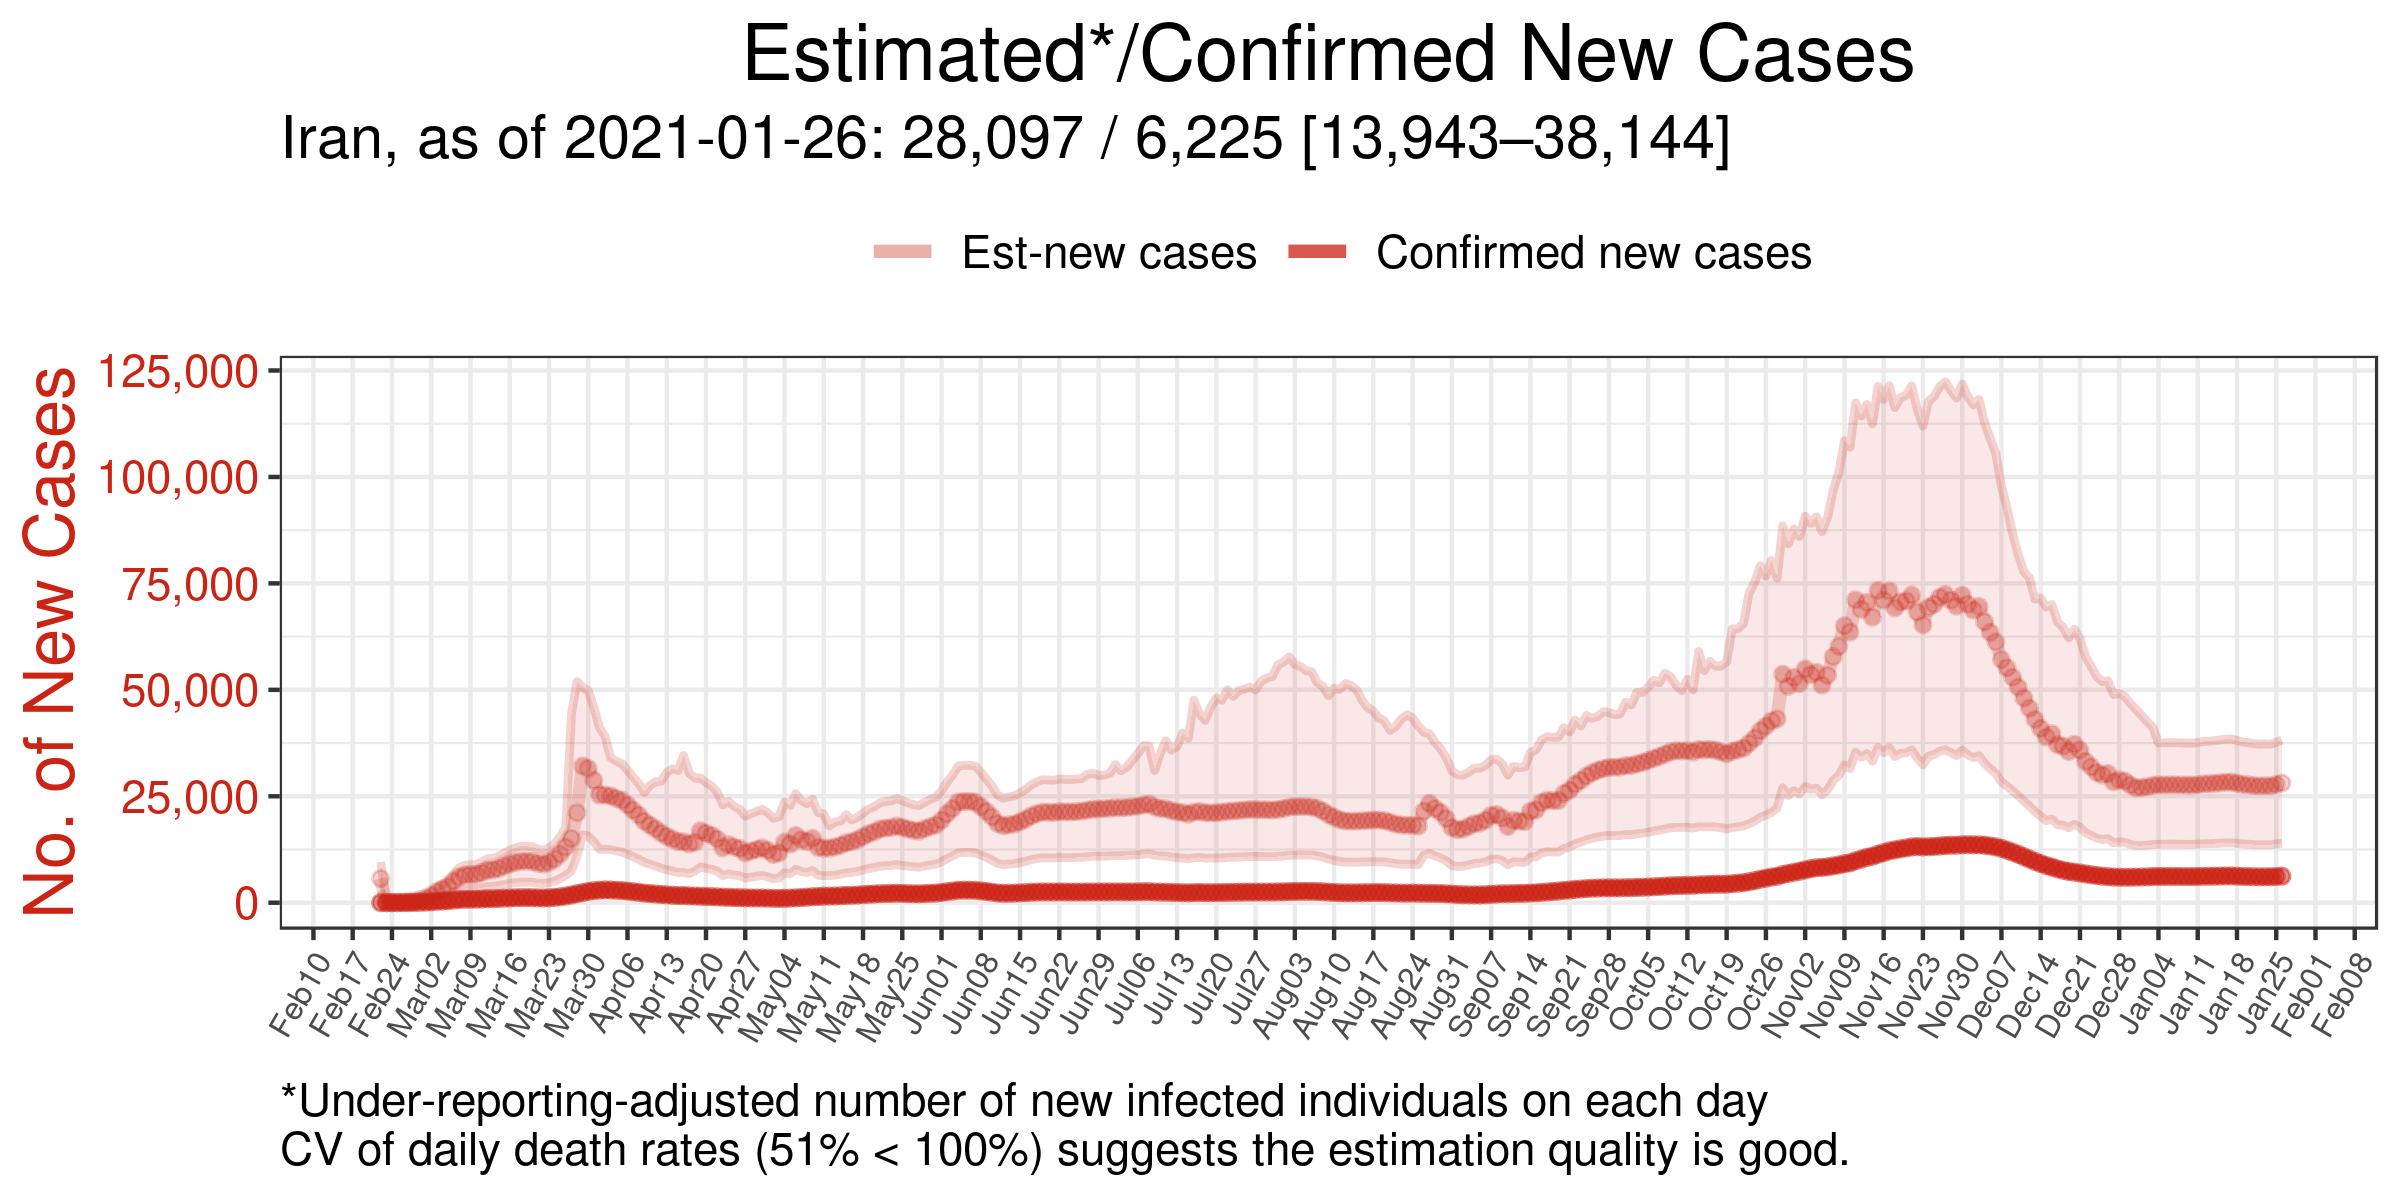 Estimated*/Confirmed New Cases
Iran, as of 2021-01-26: 28,097 / 6,225 [13,943–38,144]
Est-new cases
Confirmed new cases
No. of New Cases
125,000
100,000
75,000
50,000
25,000
0
Feb10
Feb17
Feb24
Mar02
Mar09
Mar16
Mar23
Mar30
Apr06
Apr13
Apr20
Apr27
May04
May11
May18
May25
Jun01
Jun08
Jun15
Jun22
Jun29
Jul06
Jul13
Jul20
Jul27
Aug03
Aug10
Aug17
Aug24
Aug31
Sep07
Sep14
Sep21
Sep28
Oct05
Oct12
Oct19
Oct26
Nov02
Nov09
Nov16
Nov23
Nov30
Dec07
Dec14
Dec21
Dec28
Jan04
Jan11
Jan18
Jan25
Feb01
Feb08
*Under-reporting-adjusted number of new infected individuals on each day
CV of daily death rates (51% < 100%) suggests the estimation quality is good.